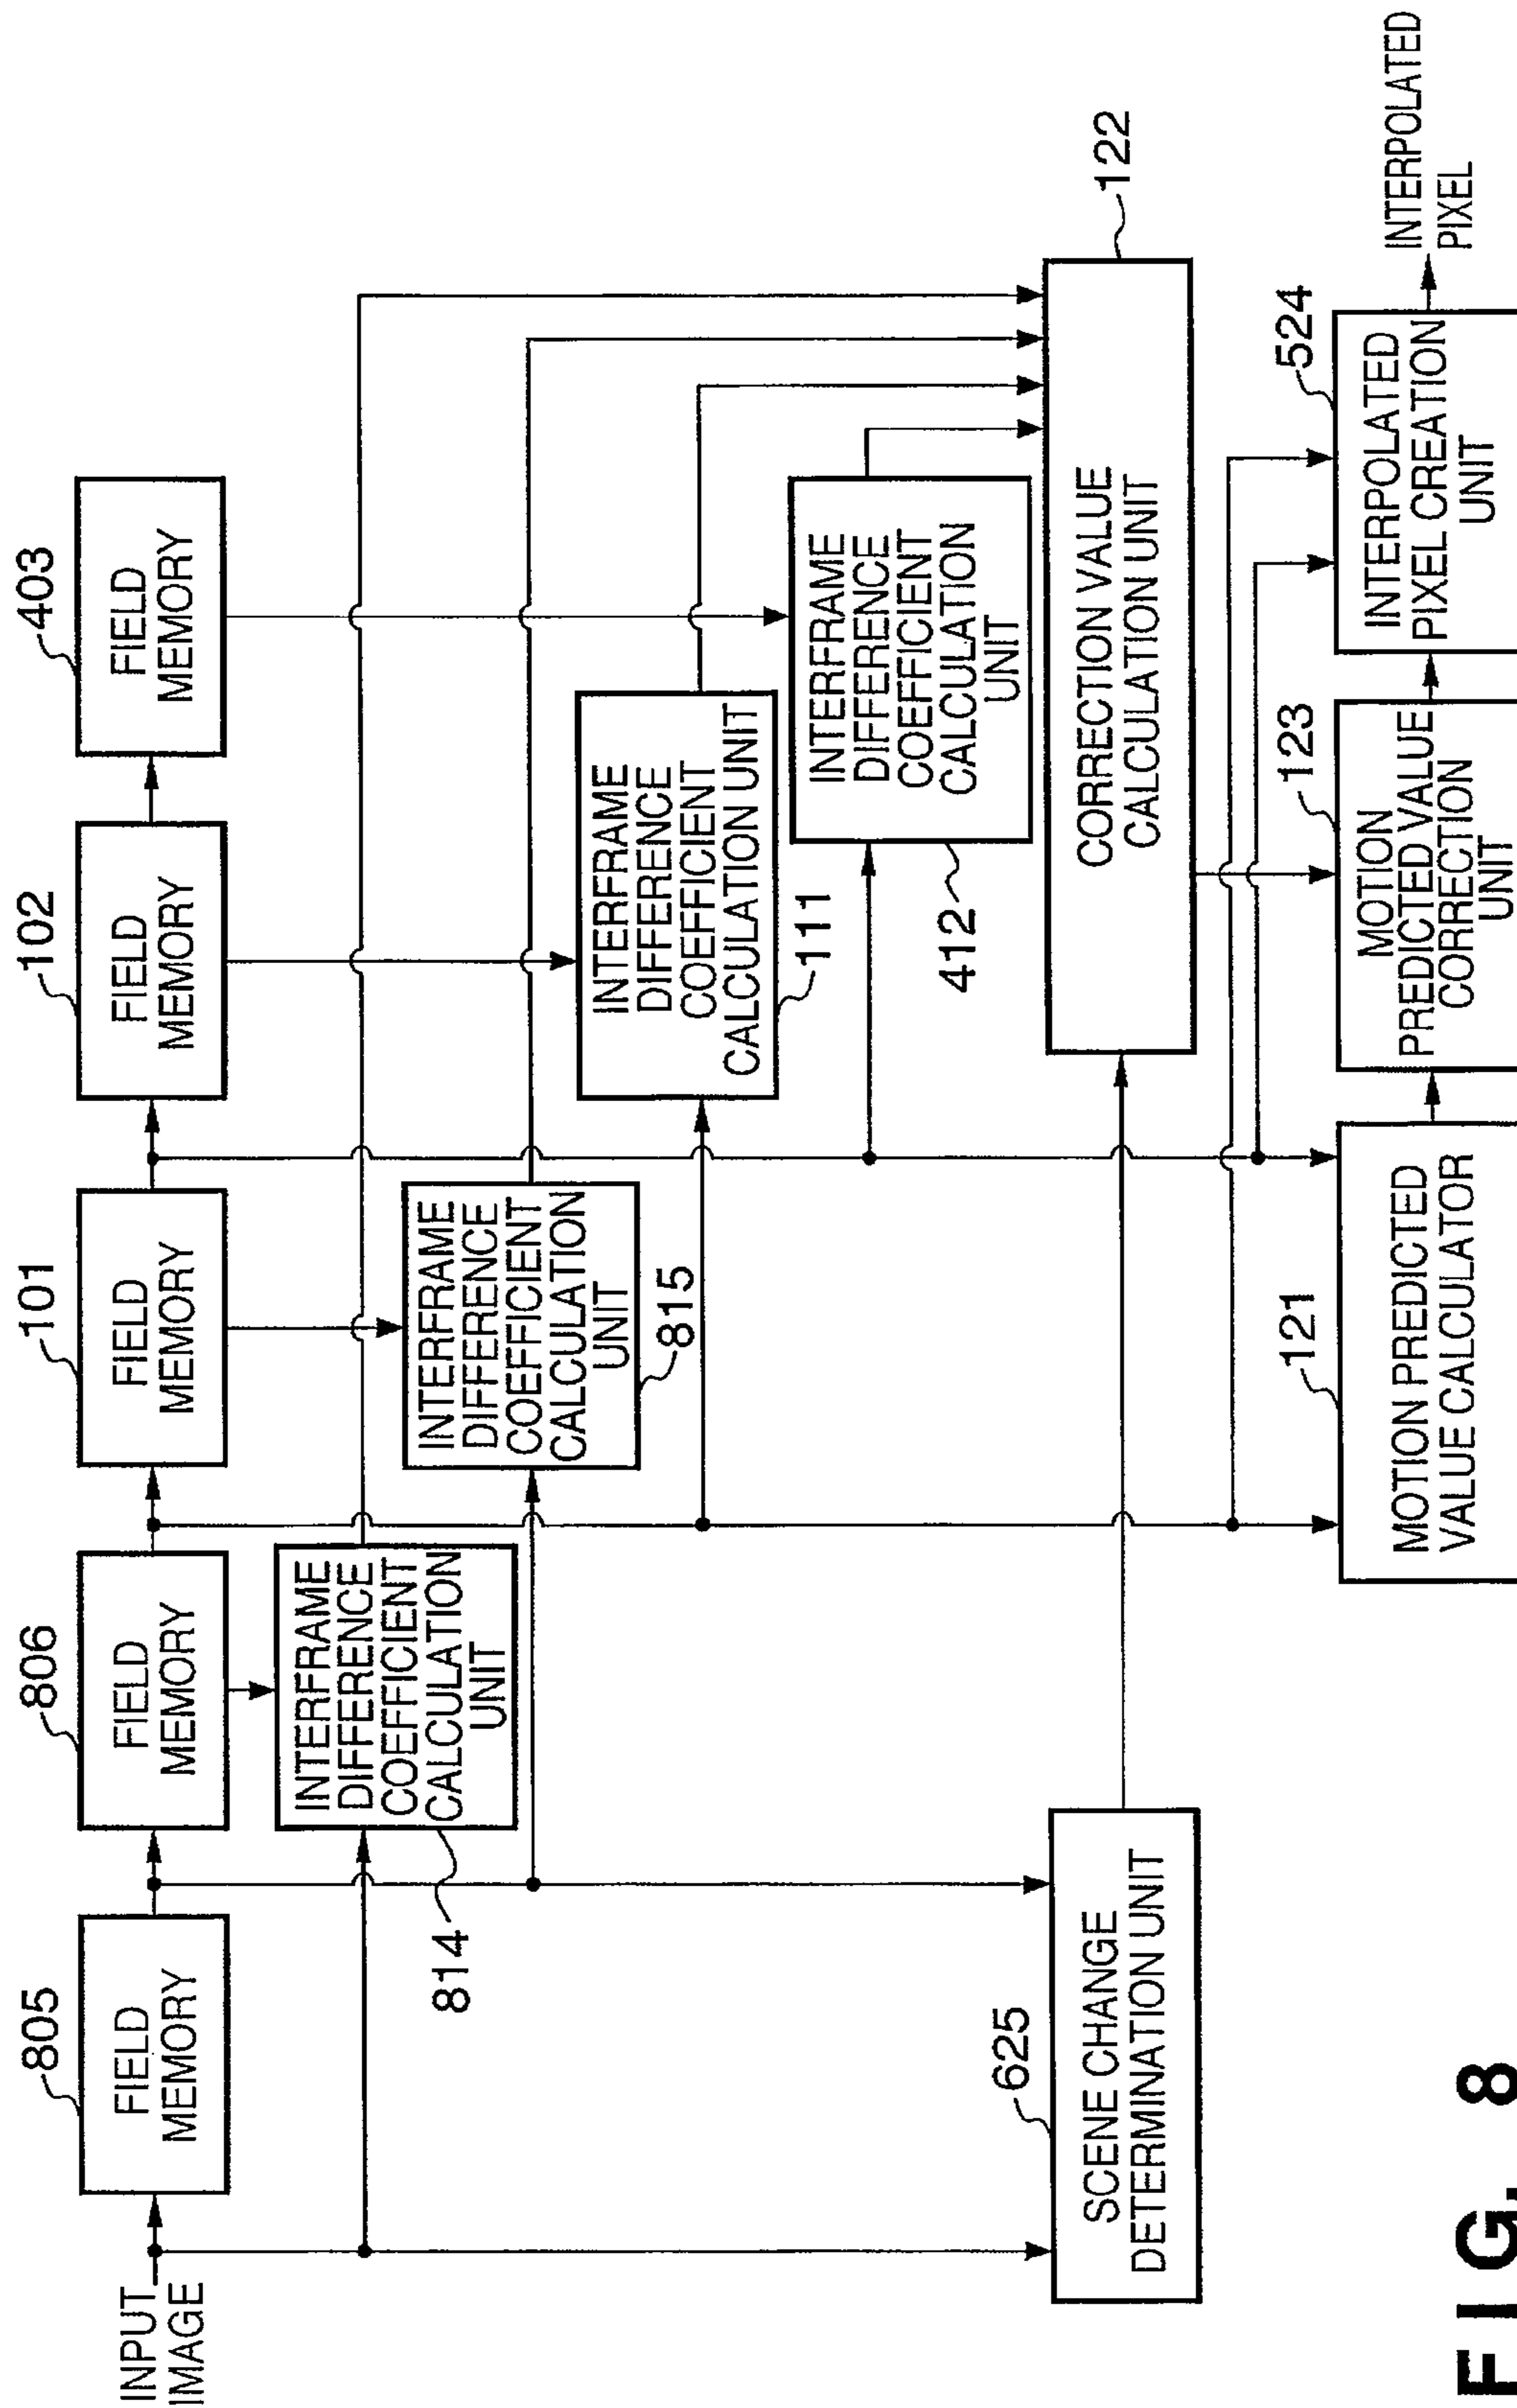 INPUT
IMAGE
805
FIELD
MEMORY
806
FIELD
MEMORY
101
FIELD
MEMORY
102
FIELD
MEMORY
403
FIELD
MEMORY
INTERFRAME
DIFFERENCE
COEFFICIENT
CALCULATION
UNIT
814
INTERFRAME
DIFFERENCE
COEFFICIENT
CALCULATION
UNIT
815
INTERFRAME
DIFFERENCE
COEFFICIENT
CALCULATION UNIT
111
INTERFRAME
DIFFERENCE
COEFFICIENT
CALCULATION
UNIT
412
625
SCENE CHANGE
DETERMINATION UNIT
CORRECTION VALUE
CALCULATION UNIT
122
121
MOTION PREDICTED
VALUE CALCULATOR
123
MOTION
PREDICTED VALUE
CORRECTION
UNIT
524
INTERPOLATED
PIXEL CREATION
UNIT
INTERPOLATED
PIXEL
FIG. 8